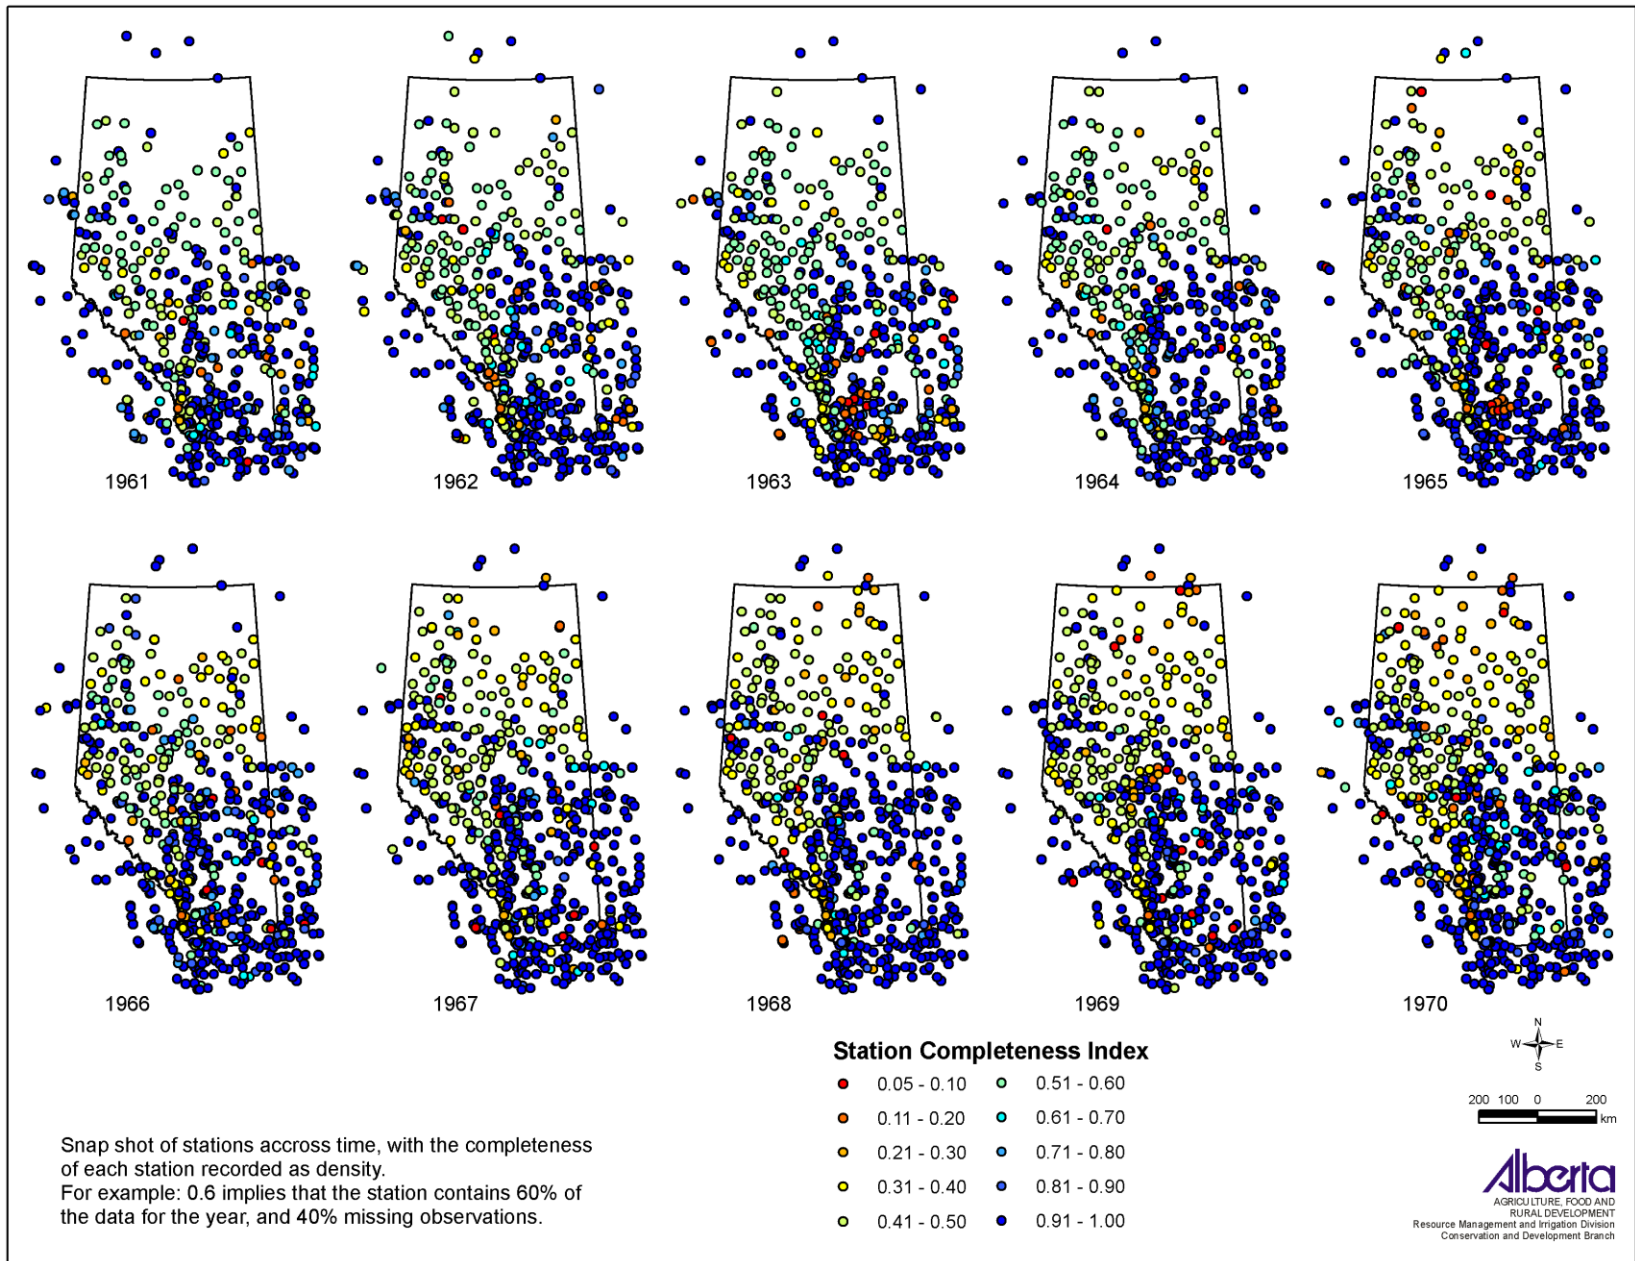 1961
1962
1963
1964
1965
1966
1967
1968
1969
1970
Station Completeness Index
0.05 - 0.10
0.11 - 0.20
0.21 - 0.30
0.31 - 0.40
0.41 - 0.50
0.51 - 0.60
0.61 - 0.70
0.71 - 0.80
0.81 - 0.90
0.91 - 1.00
Snap shot of stations accross time, with the completeness
of each station recorded as density.
For example: 0.6 implies that the station contains 60% of
the data for the year, and 40% missing observations.
N
W E
S
200 100 0 200
km
Alberta
AGRICULTURE, FOOD AND
RURAL DEVELOPMENT
Resource Management and Irrigation Division
Conservation and Development Branch